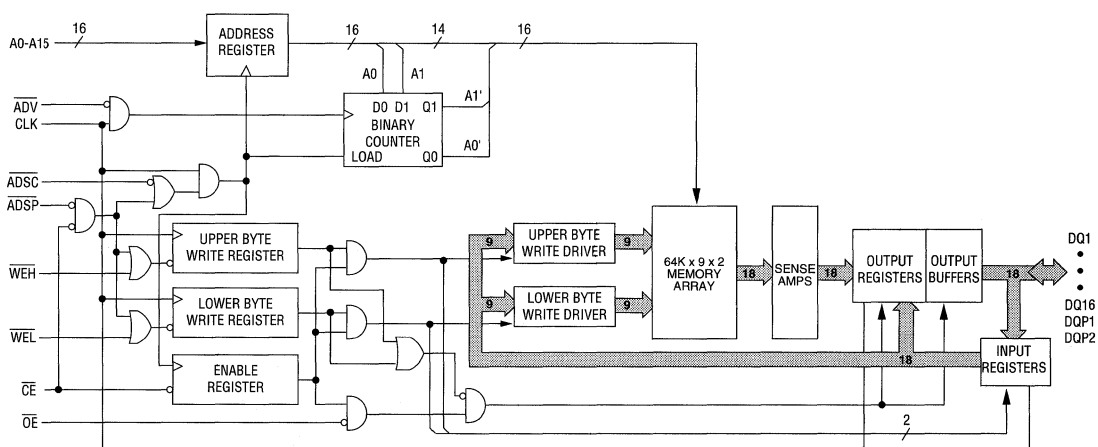 A0-A15
16
ADDRESS
REGISTER
16
14
16
A0
A1
ADV
CLK
D0 D1 Q1
BINARY
COUNTER
LOAD Q0
A1'
A0'
ADSC
ADSP
WEH
UPPER BYTE
WRITE REGISTER
LOWER BYTE
WRITE REGISTER
WEL
CE
ENABLE
REGISTER
OE
9
UPPER BYTE
WRITE DRIVER
9
9
LOWER BYTE
WRITE DRIVER
9
64K x 9 x 2
MEMORY
ARRAY
18
SENSE
AMPS
18
OUTPUT
REGISTERS
OUTPUT
BUFFERS
18
DQ1
•
•
•
DQ16
DQP1
DQP2
18
INPUT
REGISTERS
2